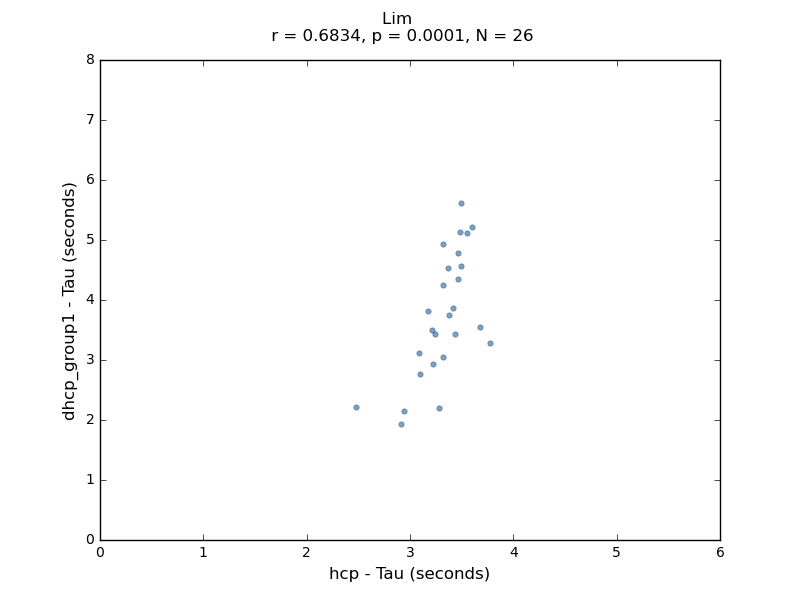 Lim
r = 0.6834, p = 0.0001, N = 26
8
7
6
5
4
3
2
1
0
dhcp_group1 - Tau (seconds)
0 1 2 3 4 5 6
hcp - Tau (seconds)